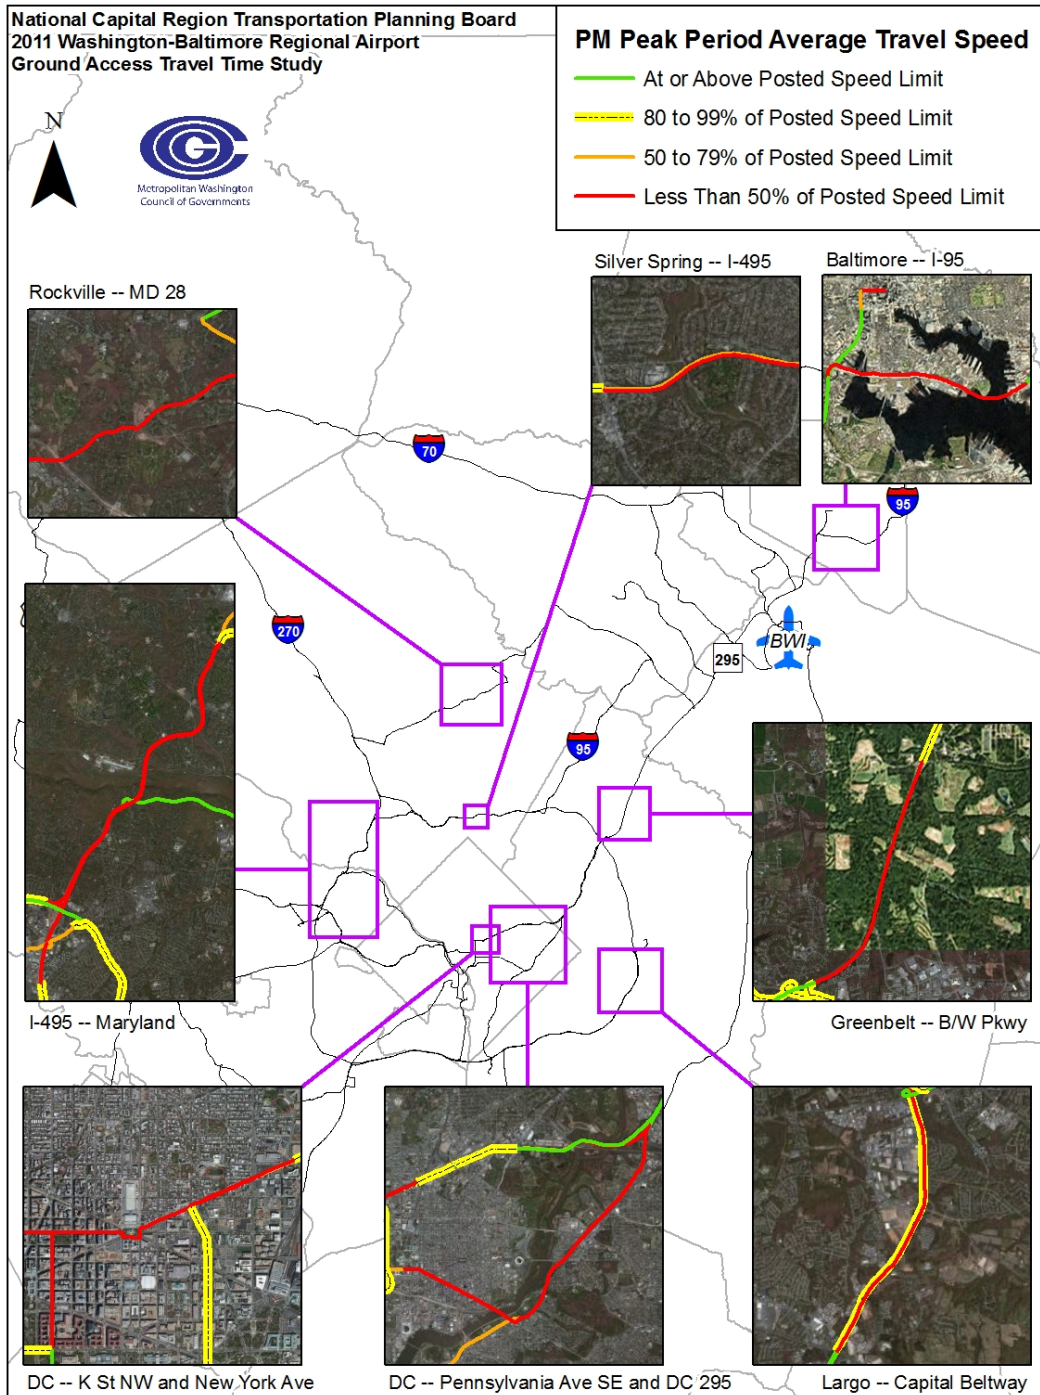 National Capital Region Transportation Planning Board
2011 Washington-Baltimore Regional Airport
Ground Access Travel Time Study
N
Metropolitan Washington
Council of Governments
PM Peak Period Average Travel Speed
At or Above Posted Speed Limit
80 to 99% of Posted Speed Limit
50 to 79% of Posted Speed Limit
Less Than 50% of Posted Speed Limit
Silver Spring -- I-495
Baltimore -- I-95
Rockville -- MD 28
70
95
270
BWI
295
95
I-495 -- Maryland
Greenbelt -- B/W Pkwy
DC -- K St NW and New York Ave
DC -- Pennsylvania Ave SE and DC 295
Largo -- Capital Beltway